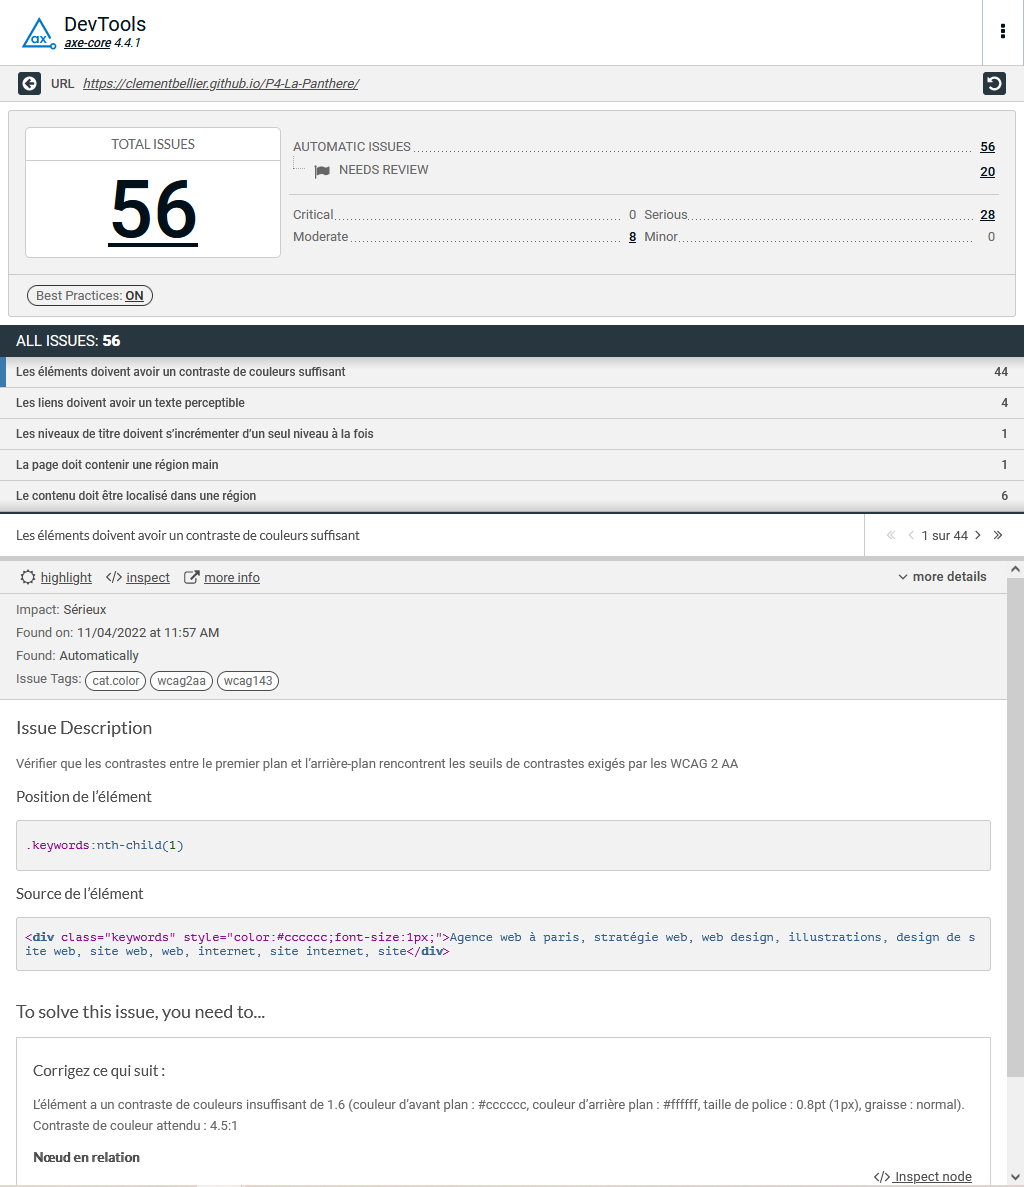 DevTools
ax
axe-core 4.4.1
URL https://clementbellier.github.io/P4-La-Panthere/
TOTAL ISSUES
56
AUTOMATIC ISSUES 56
NEEDS REVIEW 20
Critical 0 Serious 28
Moderate 8 Minor 0
Best Practices: ON
ALL ISSUES: 56
Les éléments doivent avoir un contraste de couleurs suffisant 44
Les liens doivent avoir un texte perceptible 4
Les niveaux de titre doivent s’incrémenter d’un seul niveau à la fois 1
La page doit contenir une région main 1
Le contenu doit être localisé dans une région 6
Les éléments doivent avoir un contraste de couleurs suffisant « ‹ 1 sur 44 › »
highlight </> inspect more info more details
Impact: Sérieux
Found on: 11/04/2022 at 11:57 AM
Found: Automatically
Issue Tags: cat.color wcag2aa wcag143
Issue Description
Vérifier que les contrastes entre le premier plan et l’arrière-plan rencontrent les seuils de contrastes exigés par les WCAG 2 AA
Position de l’élément
.keywords:nth-child(1)
Source de l’élément
<div class="keywords" style="color:#cccccc;font-size:1px;">Agence web à paris, stratégie web, web design, illustrations, design de s
ite web, site web, web, internet, site internet, site</div>
To solve this issue, you need to...
Corrigez ce qui suit :
L’élément a un contraste de couleurs insuffisant de 1.6 (couleur d’avant plan : #cccccc, couleur d’arrière plan : #ffffff, taille de police : 0.8pt (1px), graisse : normal).
Contraste de couleur attendu : 4.5:1
Nœud en relation
</> Inspect node